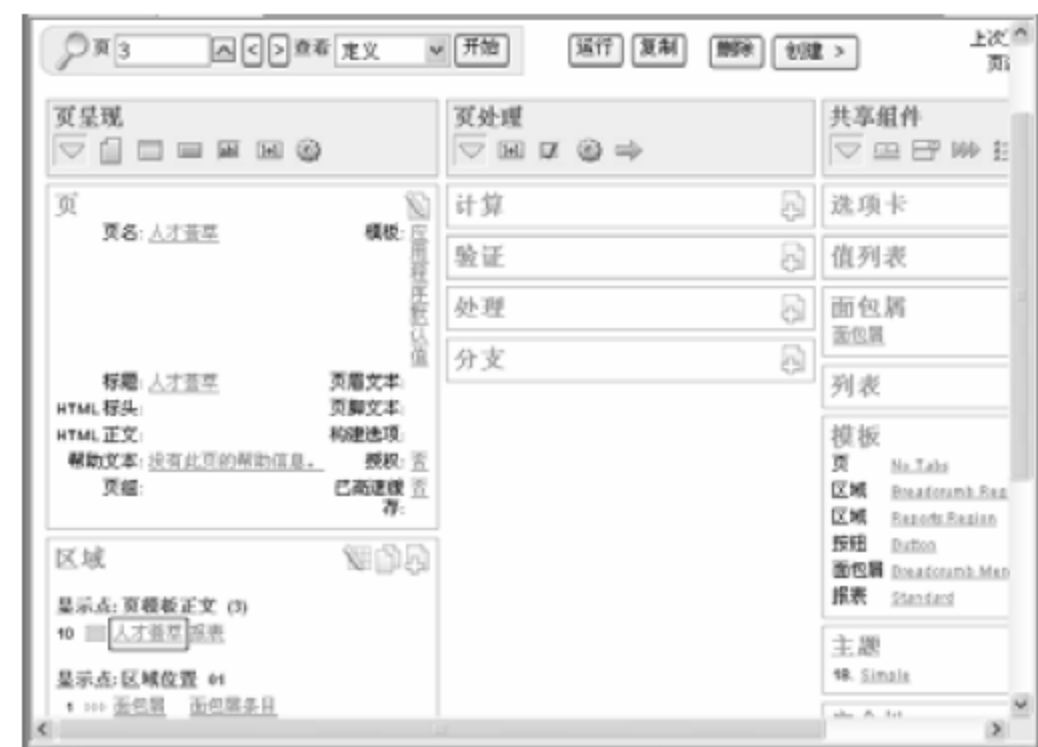 页 3 查看 定义 开始 运行 复制 删除 创建 > 上次
页
页呈现
页
页名: 人才荟萃 模板: 应用程序默认值
标题: 人才荟萃 页眉文本:
HTML 标头: 页脚文本:
HTML 正文: 构建选项:
帮助文本: 没有此页的帮助信息。 授权: 否
页组: 已高速缓存: 否
区域
显示点: 页模板正文 (3)
10 人才荟萃 报表
显示点: 区域位置 01
1 面包屑 面包屑条目
页处理
计算
验证
处理
分支
共享组件
选项卡
值列表
面包屑
面包屑
列表
模板
页 No Tabs
区域 Breadcrumb Reg
区域 Reports Region
按钮 Button
面包屑 Breadcrumb Men
报表 Standard
主题
18. Simple